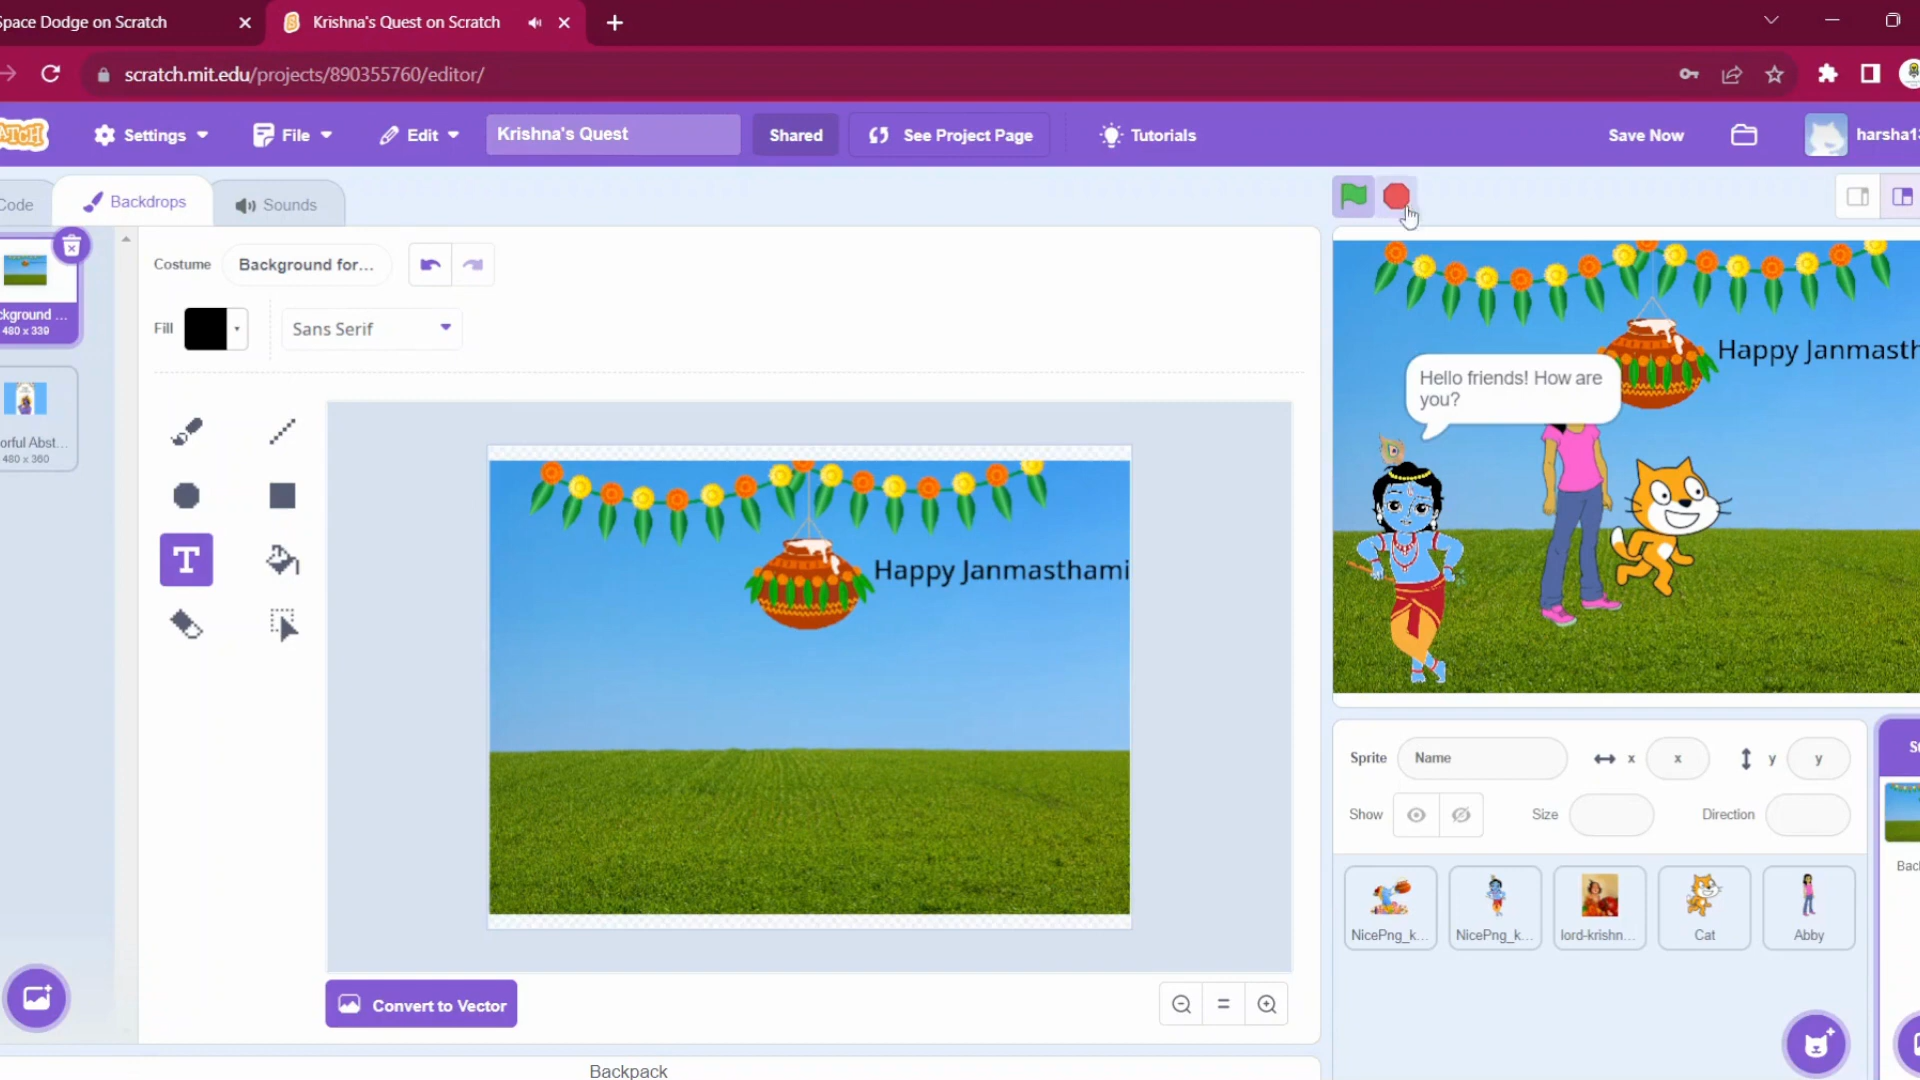 Space Dodge on Scratch
Krishna's Quest on Scratch
scratch.mit.edu/projects/890355760/editor/
Settings
File
Edit
Krishna's Quest
Shared
See Project Page
Tutorials
Save Now
harsha13
Code
Backdrops
Sounds
Costume
Background for...
Fill
Sans Serif
ckground ...
480 x 339
orful Abst...
480 x 360
T
Happy Janmasthami
Convert to Vector
Backpack
Happy Janmasth
Hello friends! How are
you?
Sprite
Name
x
x
y
y
Show
Size
Direction
NicePng_k...
NicePng_k...
lord-krishn...
Cat
Abby
Bac